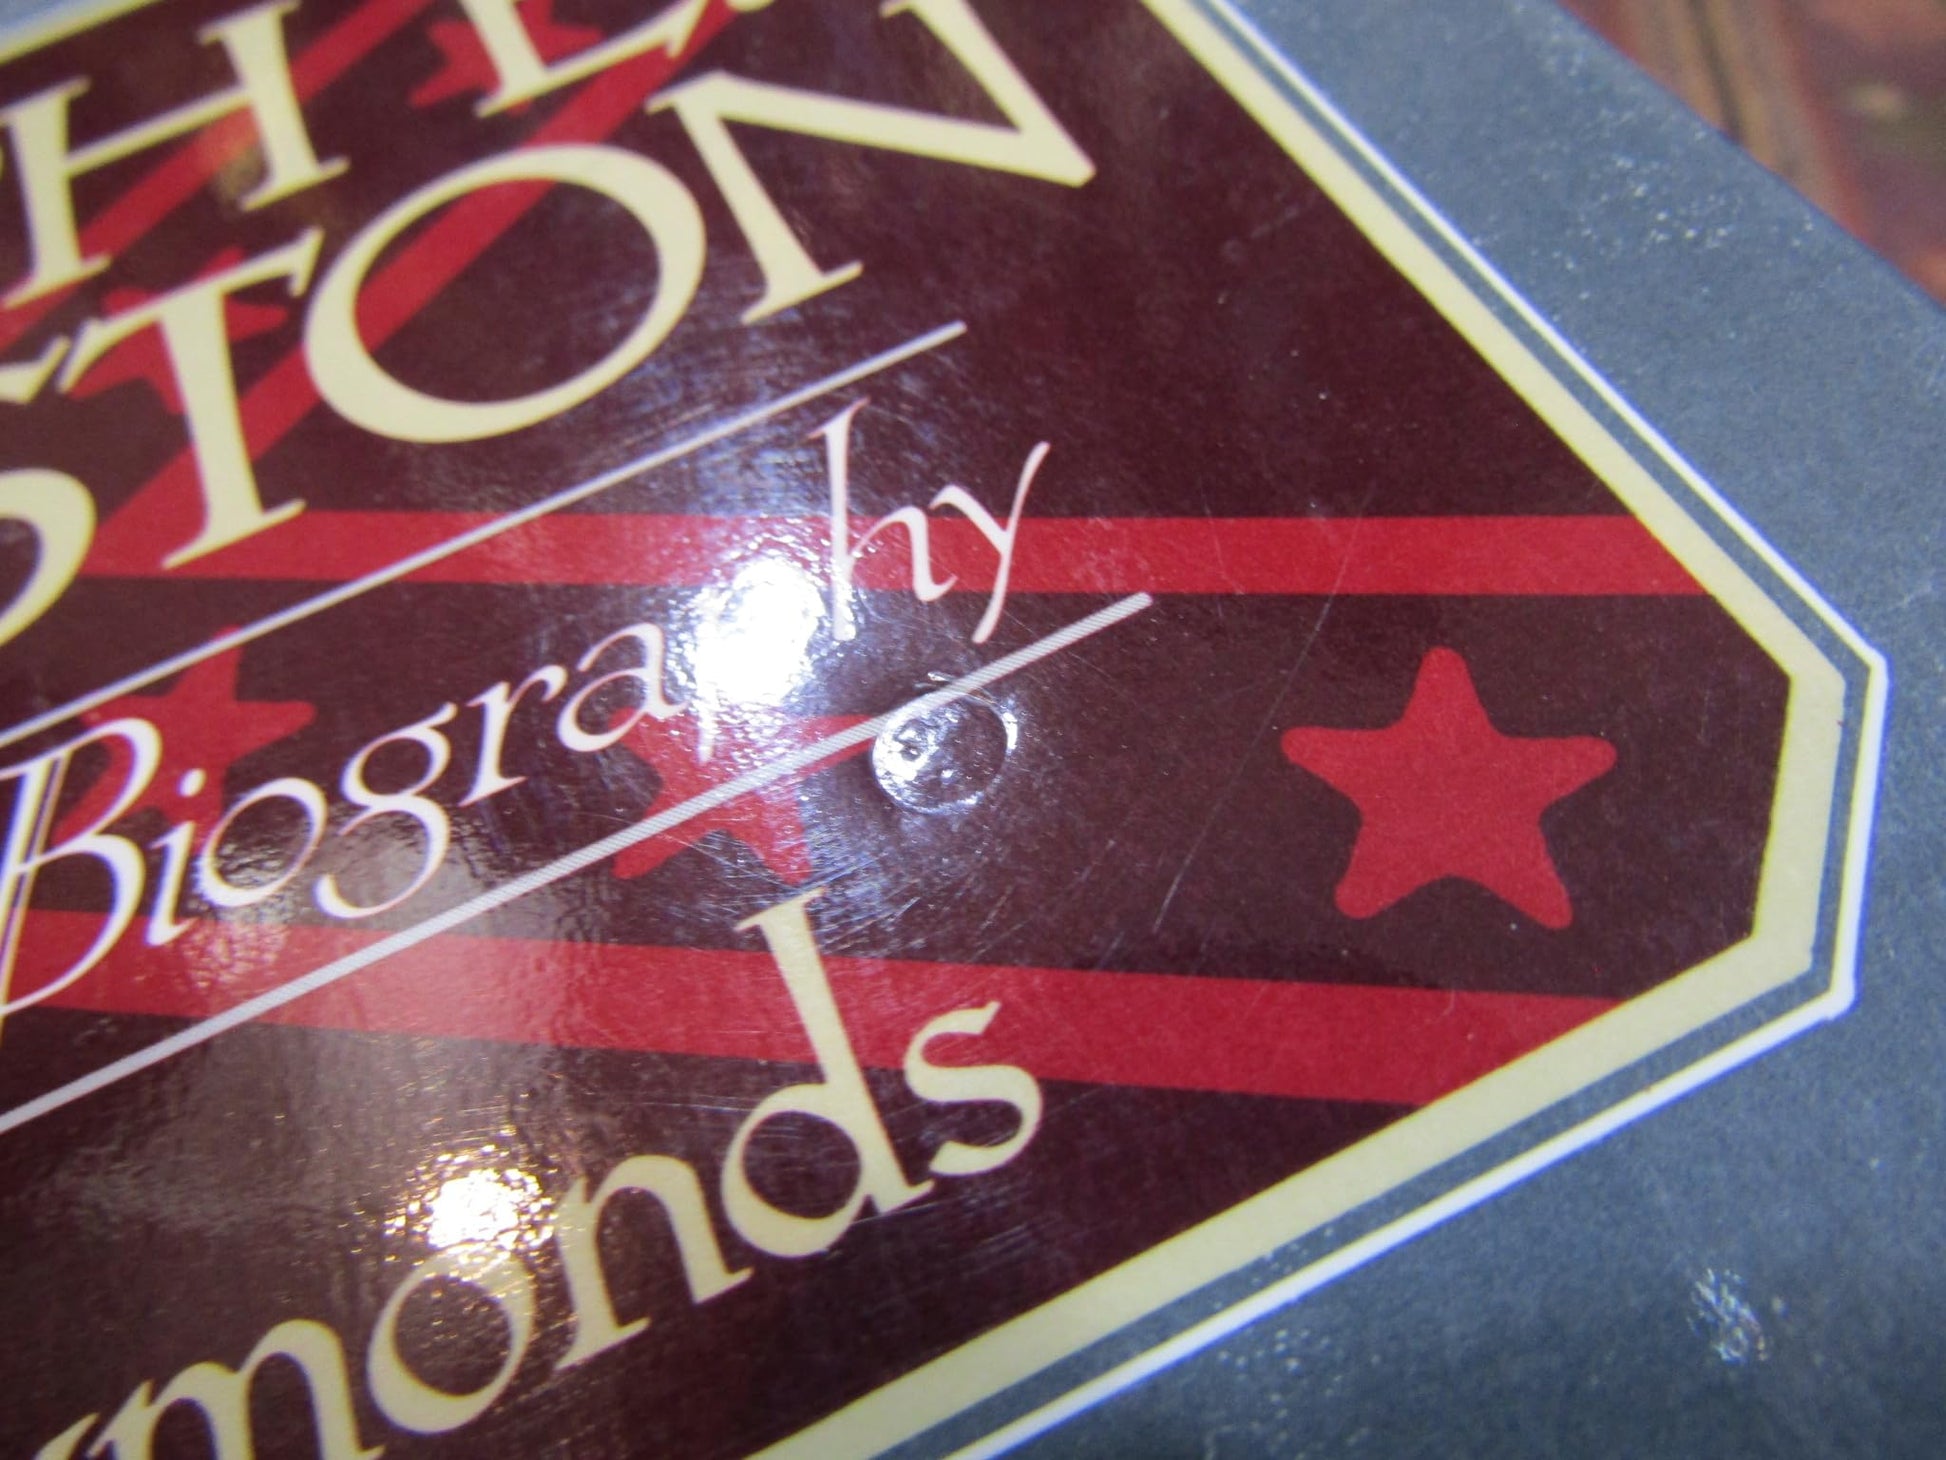 H E.
STON
Biography
monds